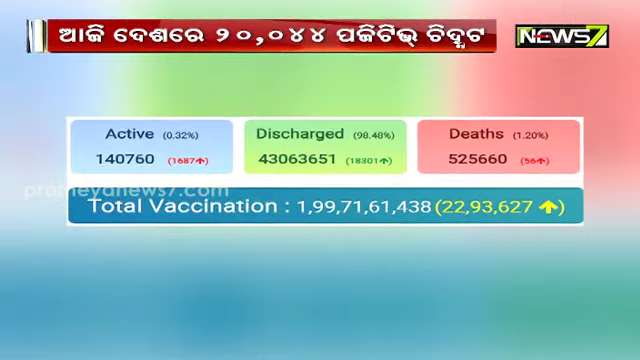 ଆଜି ଦେଶରେ ୨୦,୦୪୪ ପଜିଟିଭ୍ ଚିହ୍ନଟ
NEWS7
Active (0.32%)
140760 (1687↑)
Discharged (98.48%)
43063651 (18301↑)
Deaths (1.20%)
525660 (56↑)
prameyanews7.com
Total Vaccination : 1,99,71,61,438 (22,93,627 ↑)